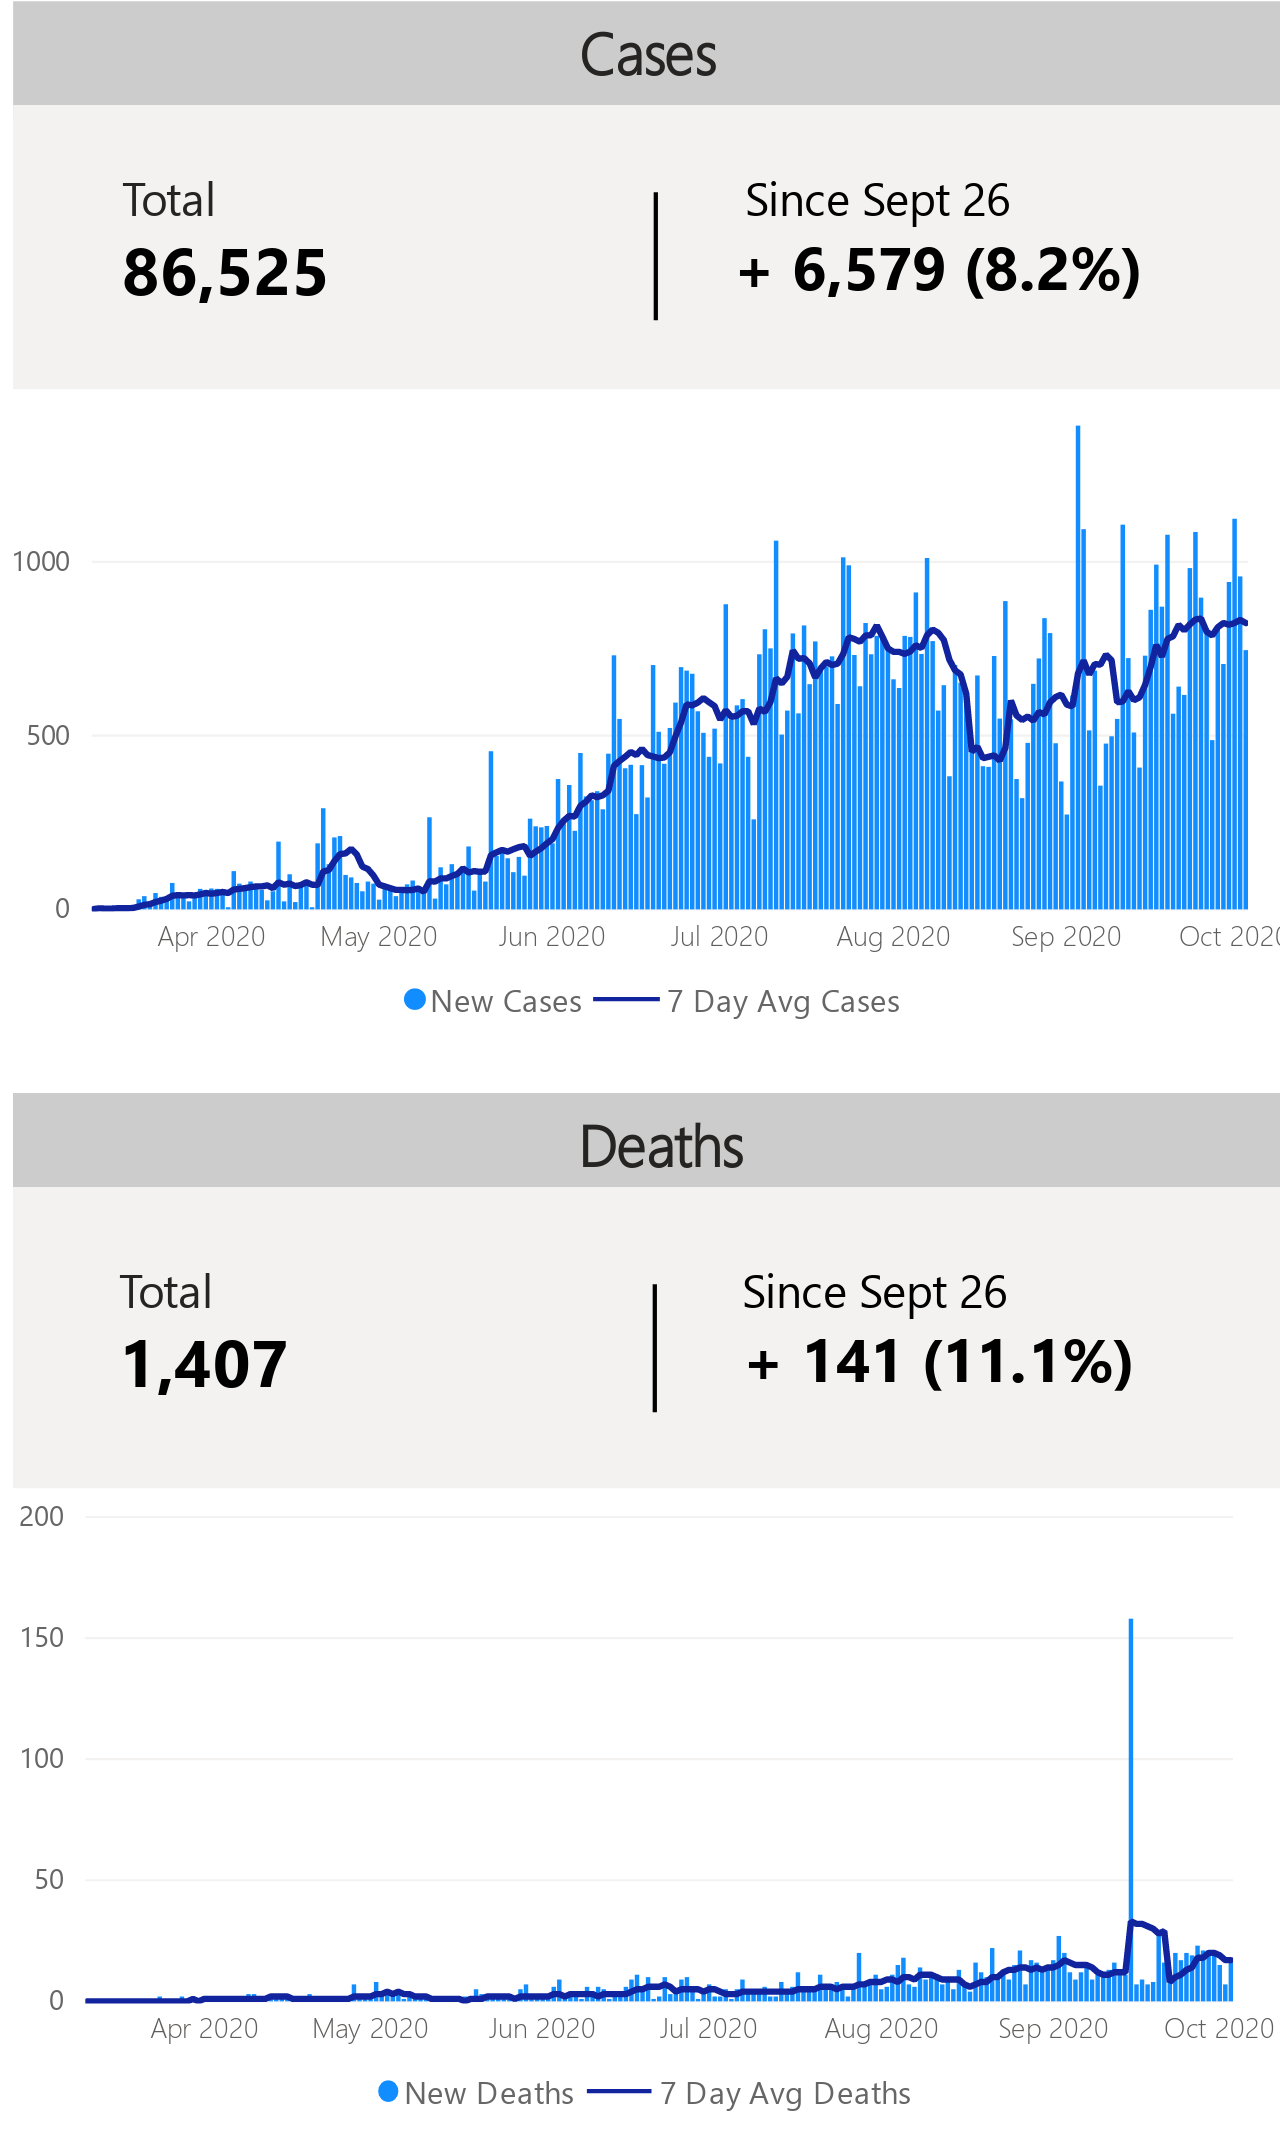 Cases
Total
Since Sept 26
86,525
+ 6,579 (8.2%)
1000
500
0
Apr 2020
May 2020
Jun 2020
Jul 2020
Aug 2020
Sep 2020
Oct 2020
New Cases
7 Day Avg Cases
Deaths
Total
Since Sept 26
1,407
+ 141 (11.1%)
200
150
100
50
0
Apr 2020
May 2020
Jun 2020
Jul 2020
Aug 2020
Sep 2020
Oct 2020
New Deaths
7 Day Avg Deaths